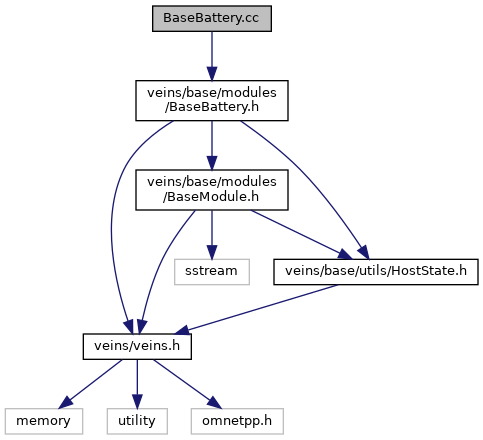 BaseBattery.cc
veins/base/modules
/BaseBattery.h
veins/base/modules
/BaseModule.h
sstream
veins/base/utils/HostState.h
veins/veins.h
memory
utility
omnetpp.h